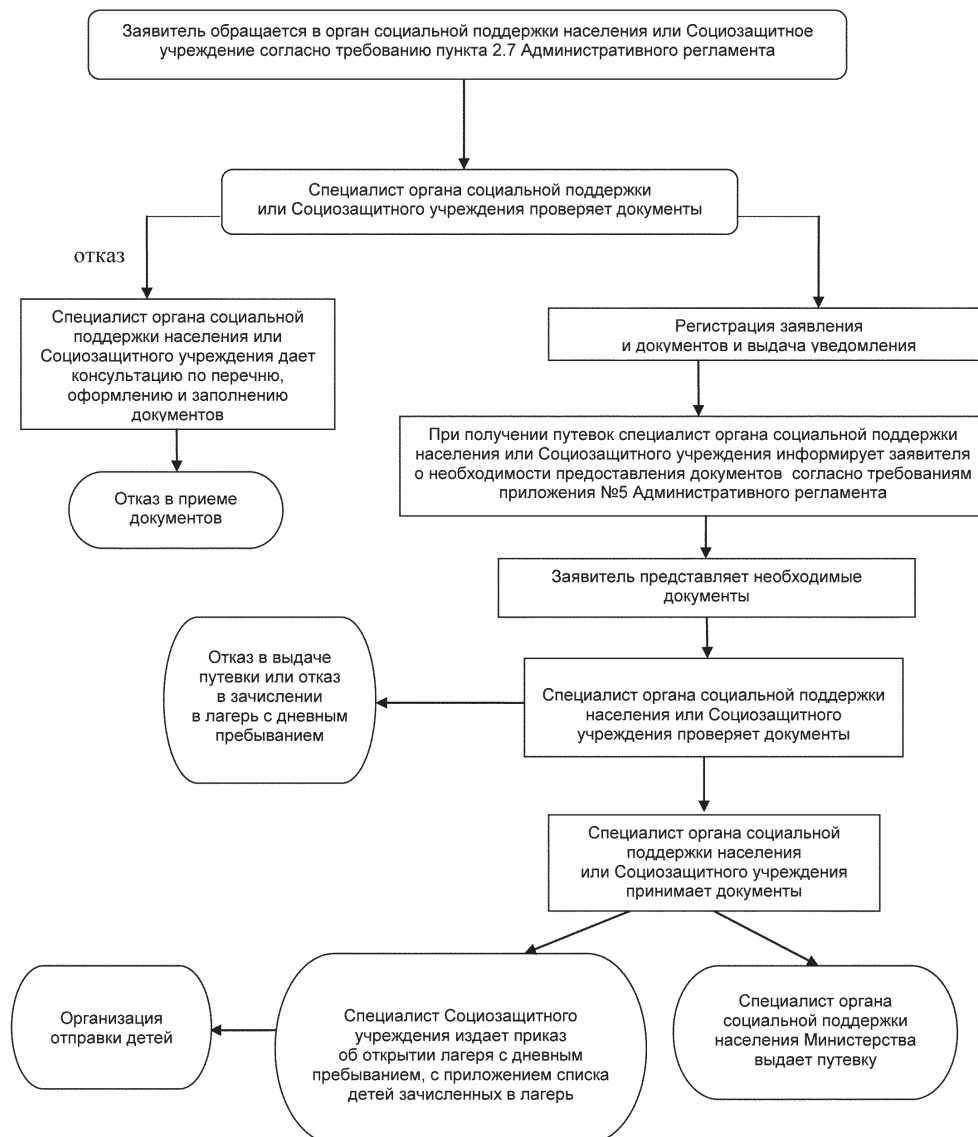 Заявитель обращается в орган социальной поддержки населения или Социозащитное
учреждение согласно требованию пункта 2.7 Административного регламента
Специалист органа социальной поддержки
или Социозащитного учреждения проверяет документы
отказ
Специалист органа социальной
поддержки населения или
Социозащитного учреждения дает
консультацию по перечню,
оформлению и заполнению
документов
Регистрация заявления
и документов и выдача уведомления
При получении путевок специалист органа социальной поддержки
населения или Социозащитного учреждения информирует заявителя
о необходимости предоставления документов согласно требованиям
приложения №5 Административного регламента
Отказ в приеме
документов
Заявитель представляет необходимые
документы
Отказ в выдаче
путевки или отказ
в зачислении
в лагерь с дневным
пребыванием
Специалист органа социальной поддержки
населения или Социозащитного
учреждения проверяет документы
Специалист органа социальной
поддержки населения
или Социозащитного учреждения
принимает документы
Организация
отправки детей
Специалист Социозащитного
учреждения издает приказ
об открытии лагеря с дневным
пребыванием, с приложением списка
детей зачисленных в лагерь
Специалист органа
социальной поддержки
населения Министерства
выдает путевку